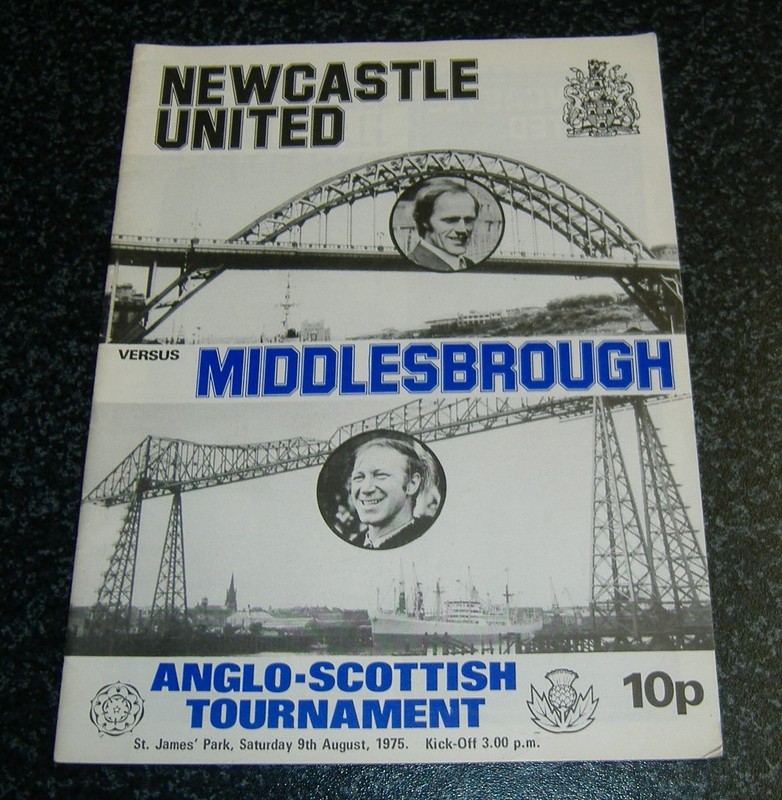 NEWCASTLE
UNITED
VERSUS
MIDDLESBROUGH
ANGLO-SCOTTISH
TOURNAMENT
10p
St. James' Park, Saturday 9th August, 1975. Kick-Off 3.00 p.m.